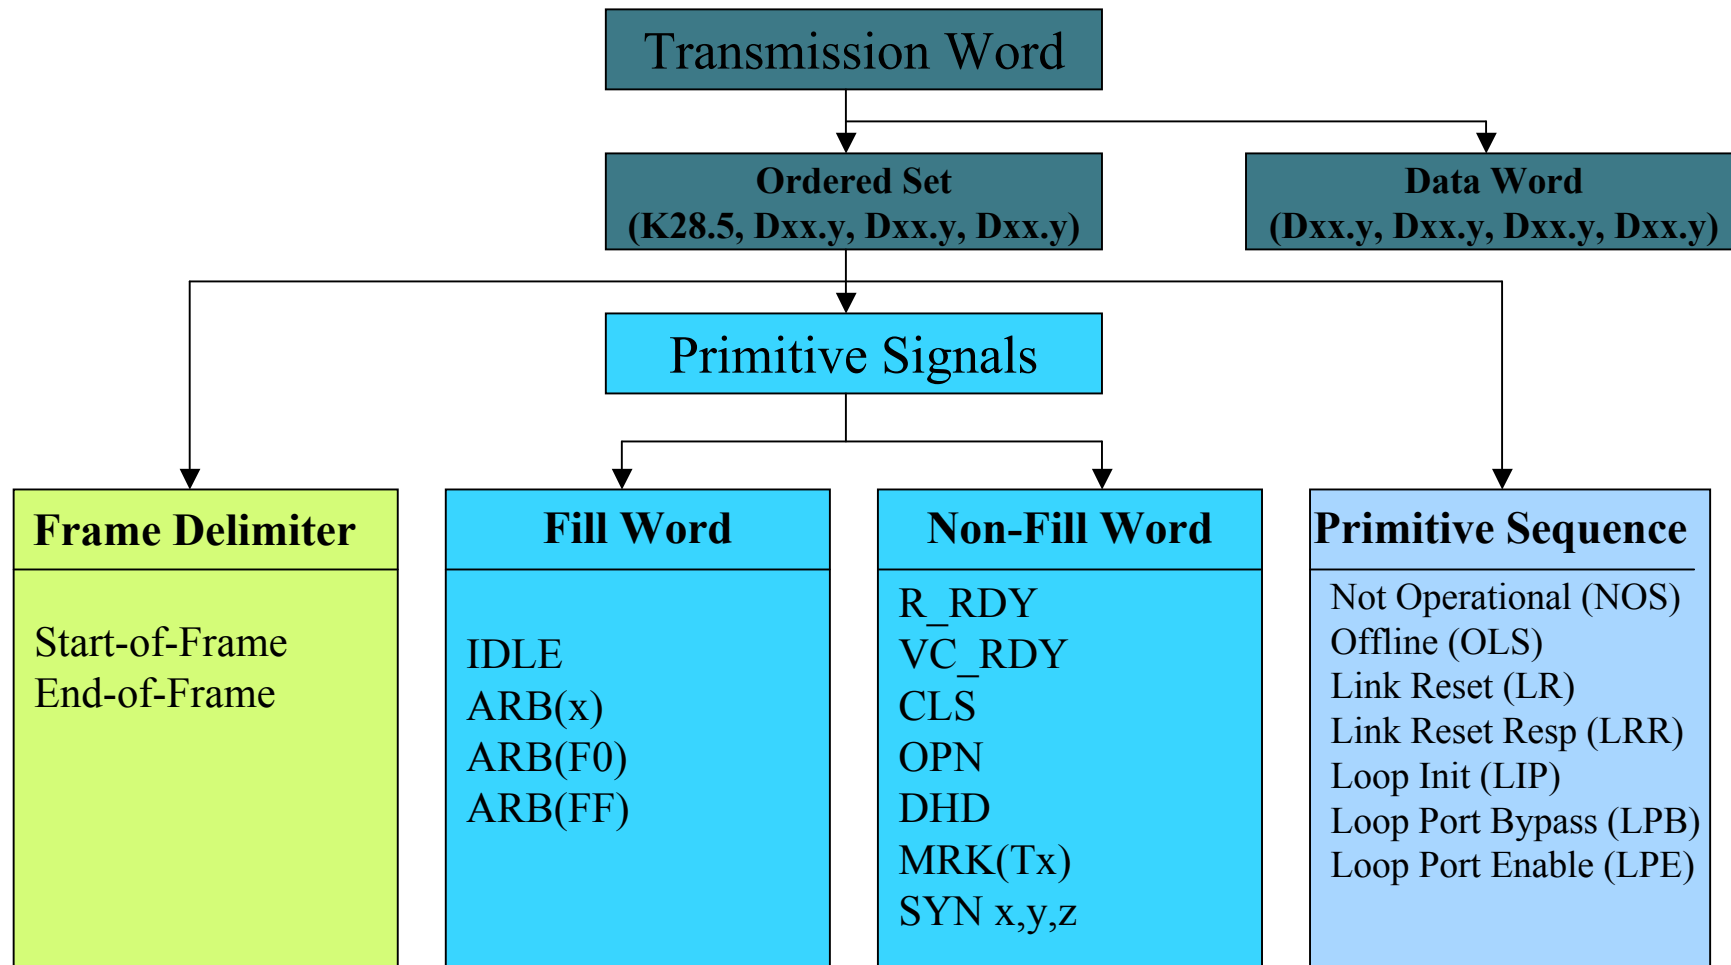 Transmission Word
Ordered Set
(K28.5, Dxx.y, Dxx.y, Dxx.y)
Data Word
(Dxx.y, Dxx.y, Dxx.y, Dxx.y)
Primitive Signals
Frame Delimiter
Start-of-Frame
End-of-Frame
Fill Word
IDLE
ARB(x)
ARB(F0)
ARB(FF)
Non-Fill Word
R_RDY
VC_RDY
CLS
OPN
DHD
MRK(Tx)
SYN x,y,z
Primitive Sequence
Not Operational (NOS)
Offline (OLS)
Link Reset (LR)
Link Reset Resp (LRR)
Loop Init (LIP)
Loop Port Bypass (LPB)
Loop Port Enable (LPE)